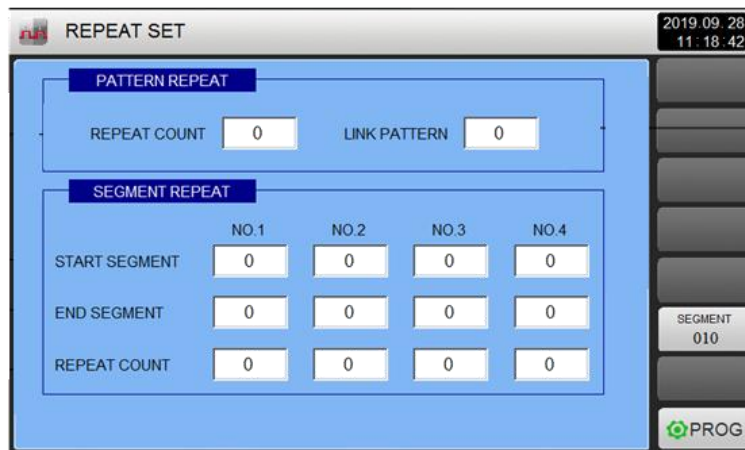 REPEAT SET
2019.09.28
11:18:42
PATTERN REPEAT
REPEAT COUNT 0 LINK PATTERN 0
SEGMENT REPEAT
NO.1 NO.2 NO.3 NO.4
START SEGMENT 0 0 0 0
END SEGMENT 0 0 0 0
REPEAT COUNT 0 0 0 0
SEGMENT
010
PROG